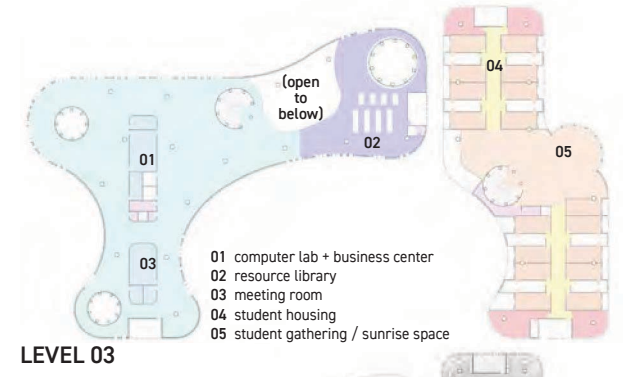 04
(open
to
below)
02
05
01
03
01 computer lab + business center
02 resource library
03 meeting room
04 student housing
05 student gathering / sunrise space
LEVEL 03